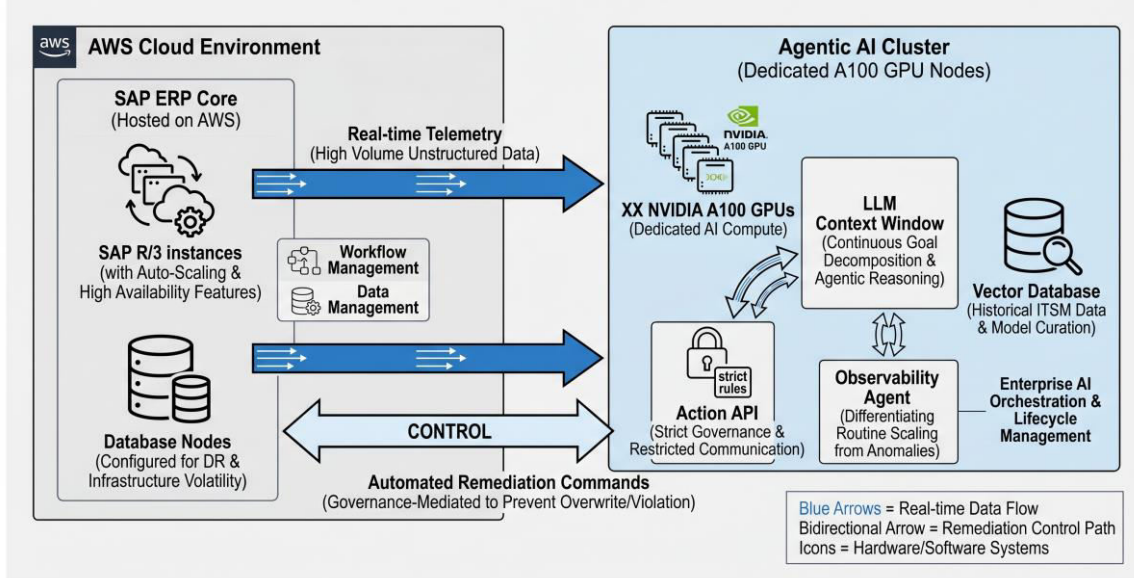 aws
AWS Cloud Environment
SAP ERP Core
(Hosted on AWS)
SAP R/3 instances
(with Auto-Scaling &
High Availability Features)
Database Nodes
(Configured for DR &
Infrastructure Volatility)
Real-time Telemetry
(High Volume Unstructured Data)
Workflow
Management
Data
Management
CONTROL
Automated Remediation Commands
(Governance-Mediated to Prevent Overwrite/Violation)
Agentic AI Cluster
(Dedicated A100 GPU Nodes)
NVIDIA.
A100 GPU
XX NVIDIA A100 GPUs
(Dedicated AI Compute)
LLM
Context Window
(Continuous Goal
Decomposition &
Agentic Reasoning)
Vector Database
(Historical ITSM Data
& Model Curation)
strict
rules
Action API
(Strict Governance &
Restricted Communication)
Observability
Agent
(Differentiating
Routine Scaling
from Anomalies)
Enterprise AI
Orchestration &
Lifecycle
Management
Blue Arrows = Real-time Data Flow
Bidirectional Arrow = Remediation Control Path
Icons = Hardware/Software Systems